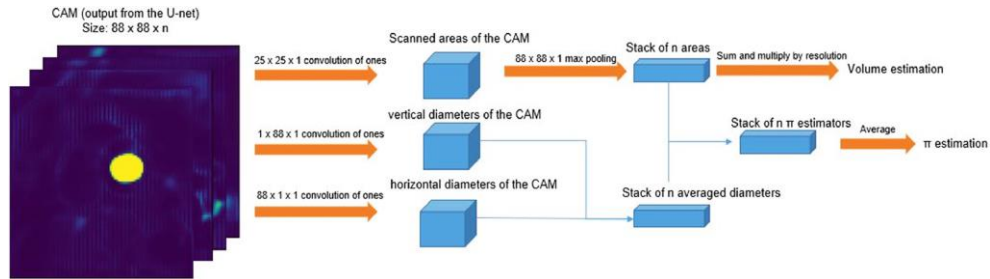 CAM (output from the U-net)
Size: 88 x 88 x n
25 x 25 x 1 convolution of ones
Scanned areas of the CAM
88 x 88 x 1 max pooling
Stack of n areas
Sum and multiply by resolution
Volume estimation
1 x 88 x 1 convolution of ones
vertical diameters of the CAM
Stack of n π estimators
Average
π estimation
88 x 1 x 1 convolution of ones
horizontal diameters of the CAM
Stack of n averaged diameters